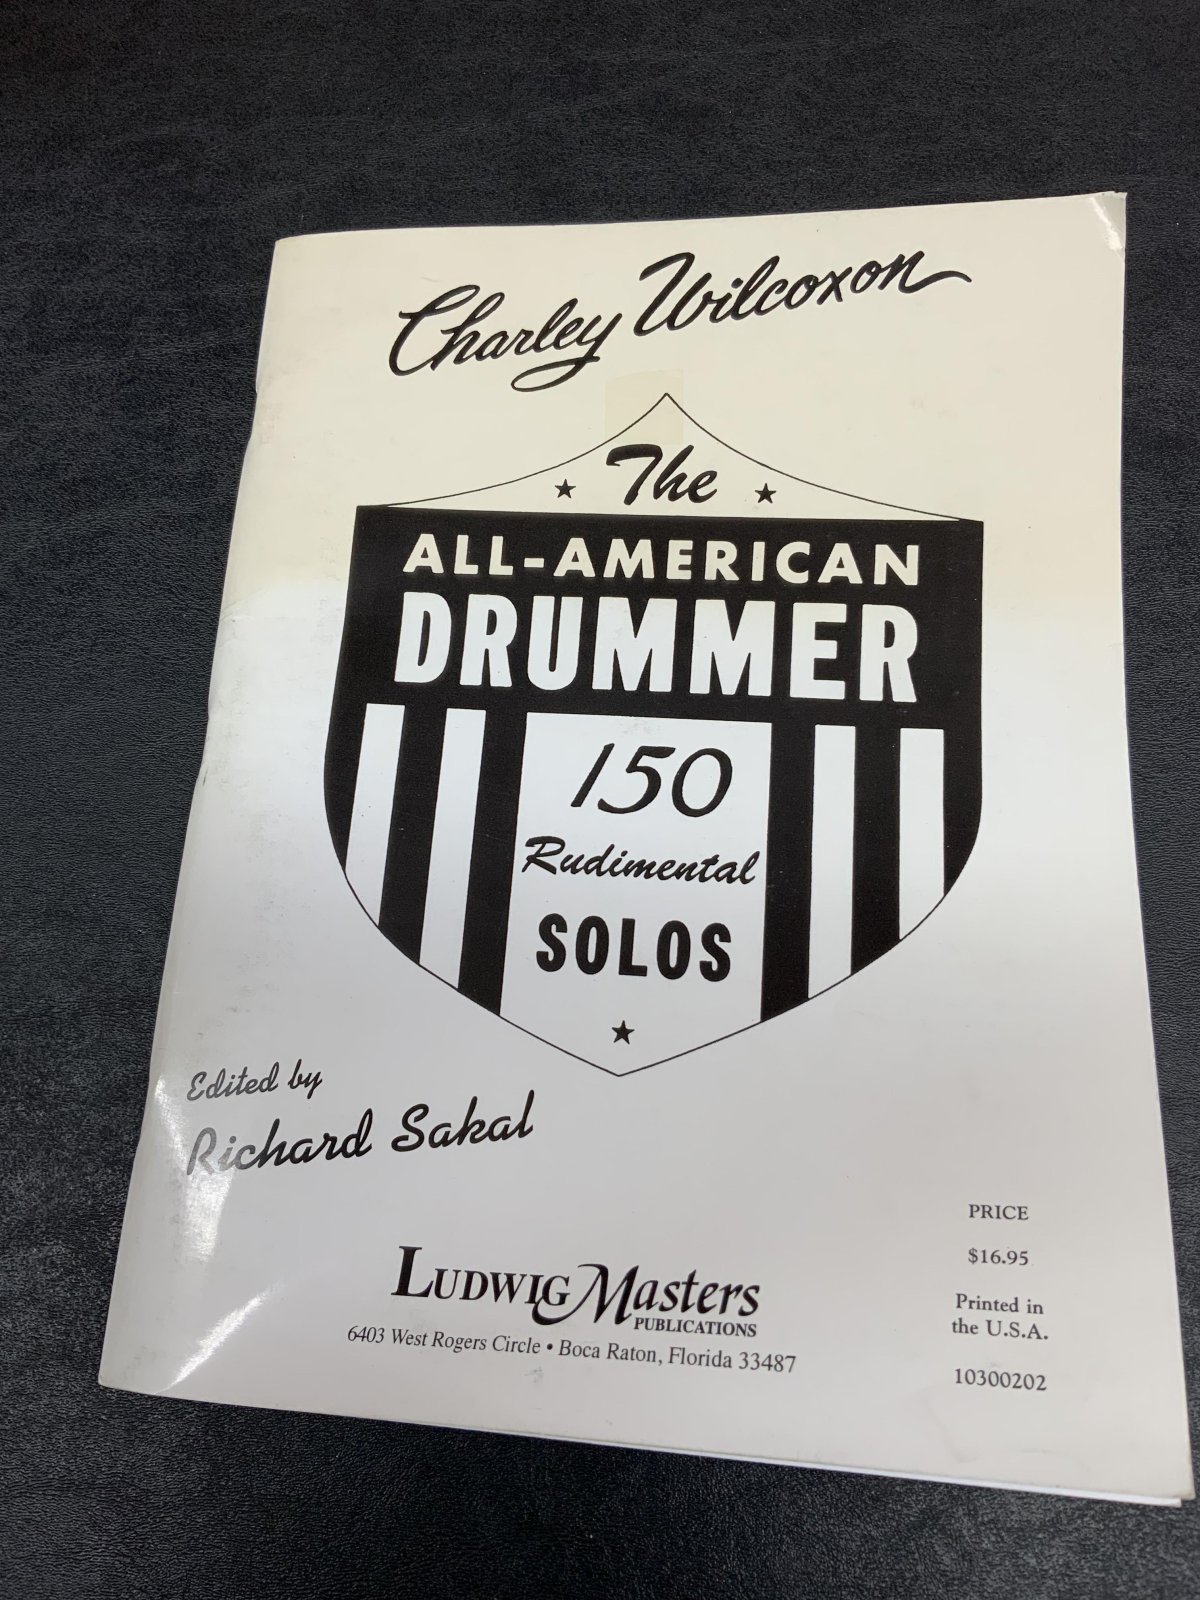 Charley Wilcoxon
The
ALL-AMERICAN
DRUMMER
150
Rudimental
SOLOS
Edited by
Richard Sakal
LUDWIG Masters
PUBLICATIONS
6403 West Rogers Circle • Boca Raton, Florida 33487
PRICE
$16.95
Printed in
the U.S.A.
10300202